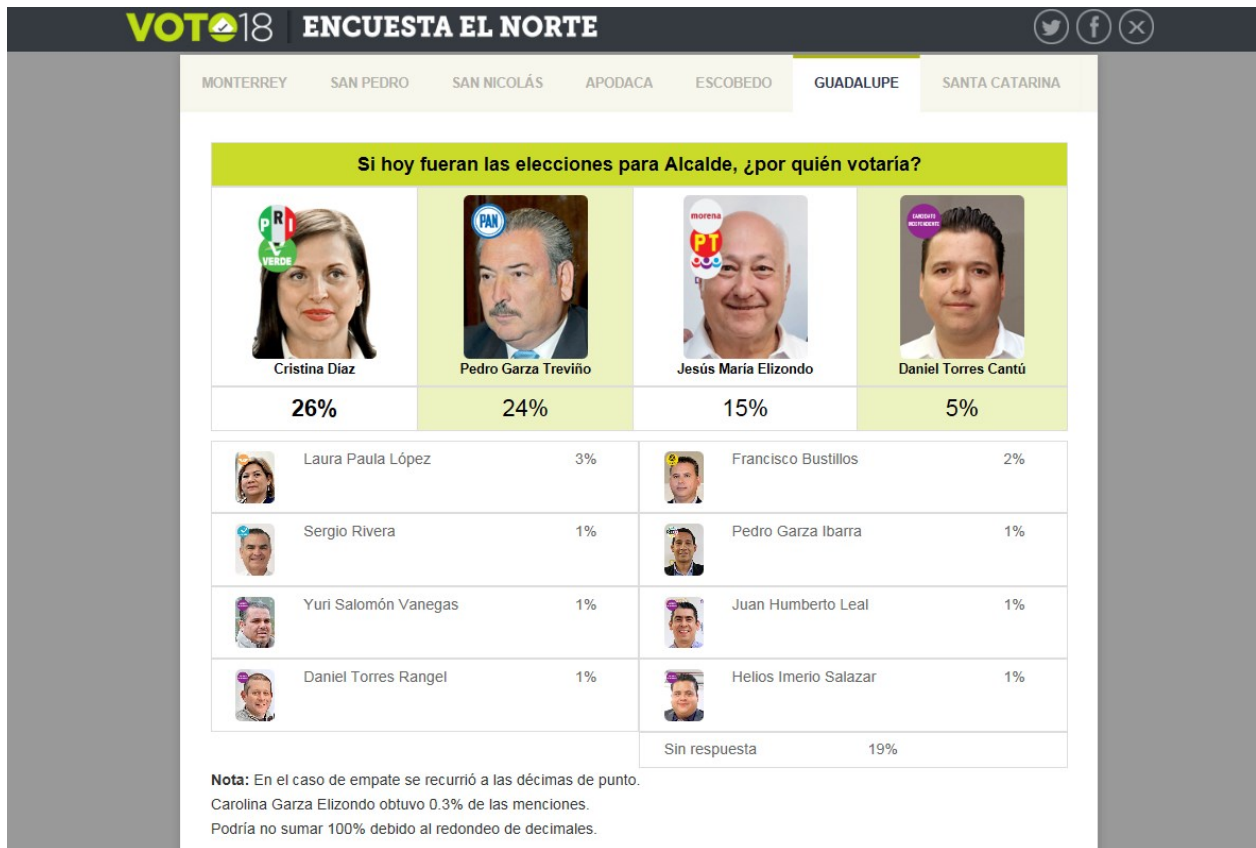 VOTO18 ENCUESTA EL NORTE
MONTERREY SAN PEDRO SAN NICOLÁS APODACA ESCOBEDO GUADALUPE SANTA CATARINA
Si hoy fueran las elecciones para Alcalde, ¿por quién votaría?
PRI VERDE
PAN
morena PT
CANDIDATO INDEPENDIENTE
Cristina Díaz Pedro Garza Treviño Jesús María Elizondo Daniel Torres Cantú
26% 24% 15% 5%
Laura Paula López 3% Francisco Bustillos 2%
Sergio Rivera 1% Pedro Garza Ibarra 1%
Yuri Salomón Vanegas 1% Juan Humberto Leal 1%
Daniel Torres Rangel 1% Helios Imerio Salazar 1%
Sin respuesta 19%
Nota: En el caso de empate se recurrió a las décimas de punto.
Carolina Garza Elizondo obtuvo 0.3% de las menciones.
Podría no sumar 100% debido al redondeo de decimales.